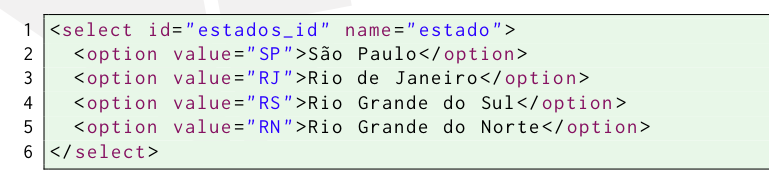 1 <select id="estados_id" name="estado">
2   <option value="SP">São Paulo</option>
3   <option value="RJ">Rio de Janeiro</option>
4   <option value="RS">Rio Grande do Sul</option>
5   <option value="RN">Rio Grande do Norte</option>
6 </select>